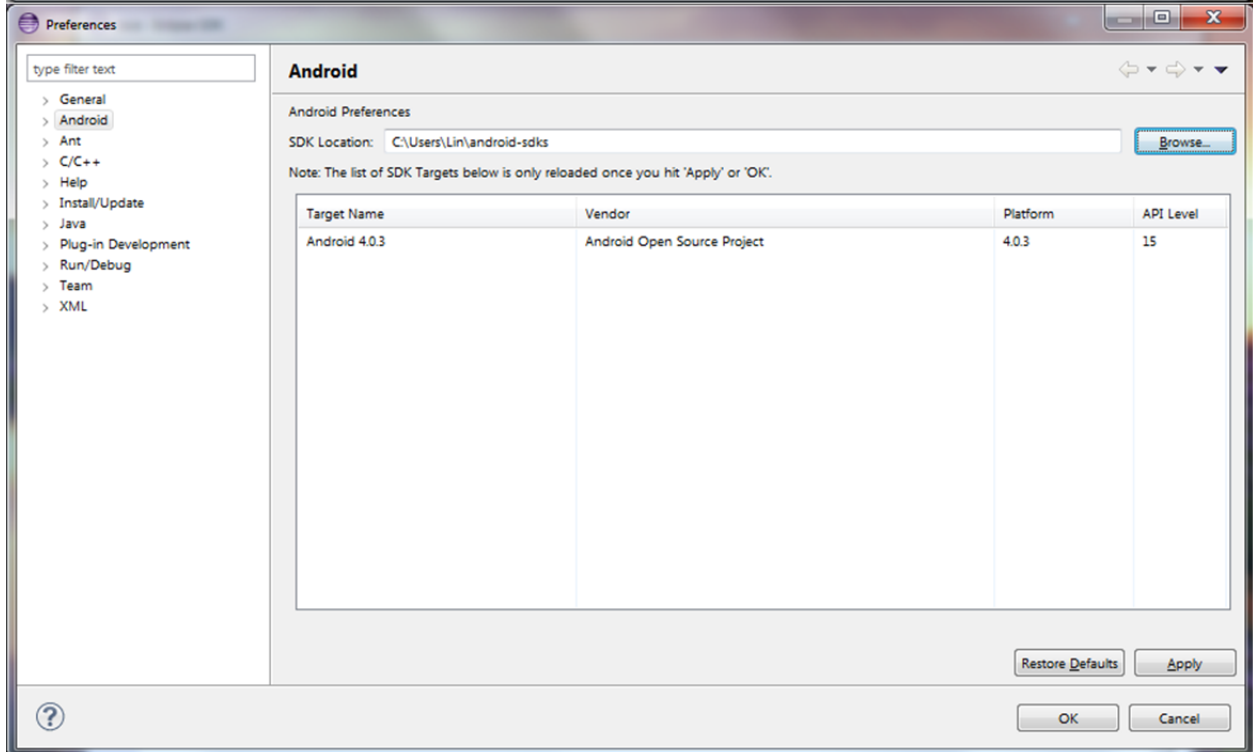 Preferences
type filter text
General
Android
Ant
C/C++
Help
Install/Update
Java
Plug-in Development
Run/Debug
Team
XML
Android
Android Preferences
SDK Location: C:\Users\Lin\android-sdks Browse...
Note: The list of SDK Targets below is only reloaded once you hit 'Apply' or 'OK'.
Target Name Vendor Platform API Level
Android 4.0.3 Android Open Source Project 4.0.3 15
Restore Defaults Apply
? OK Cancel